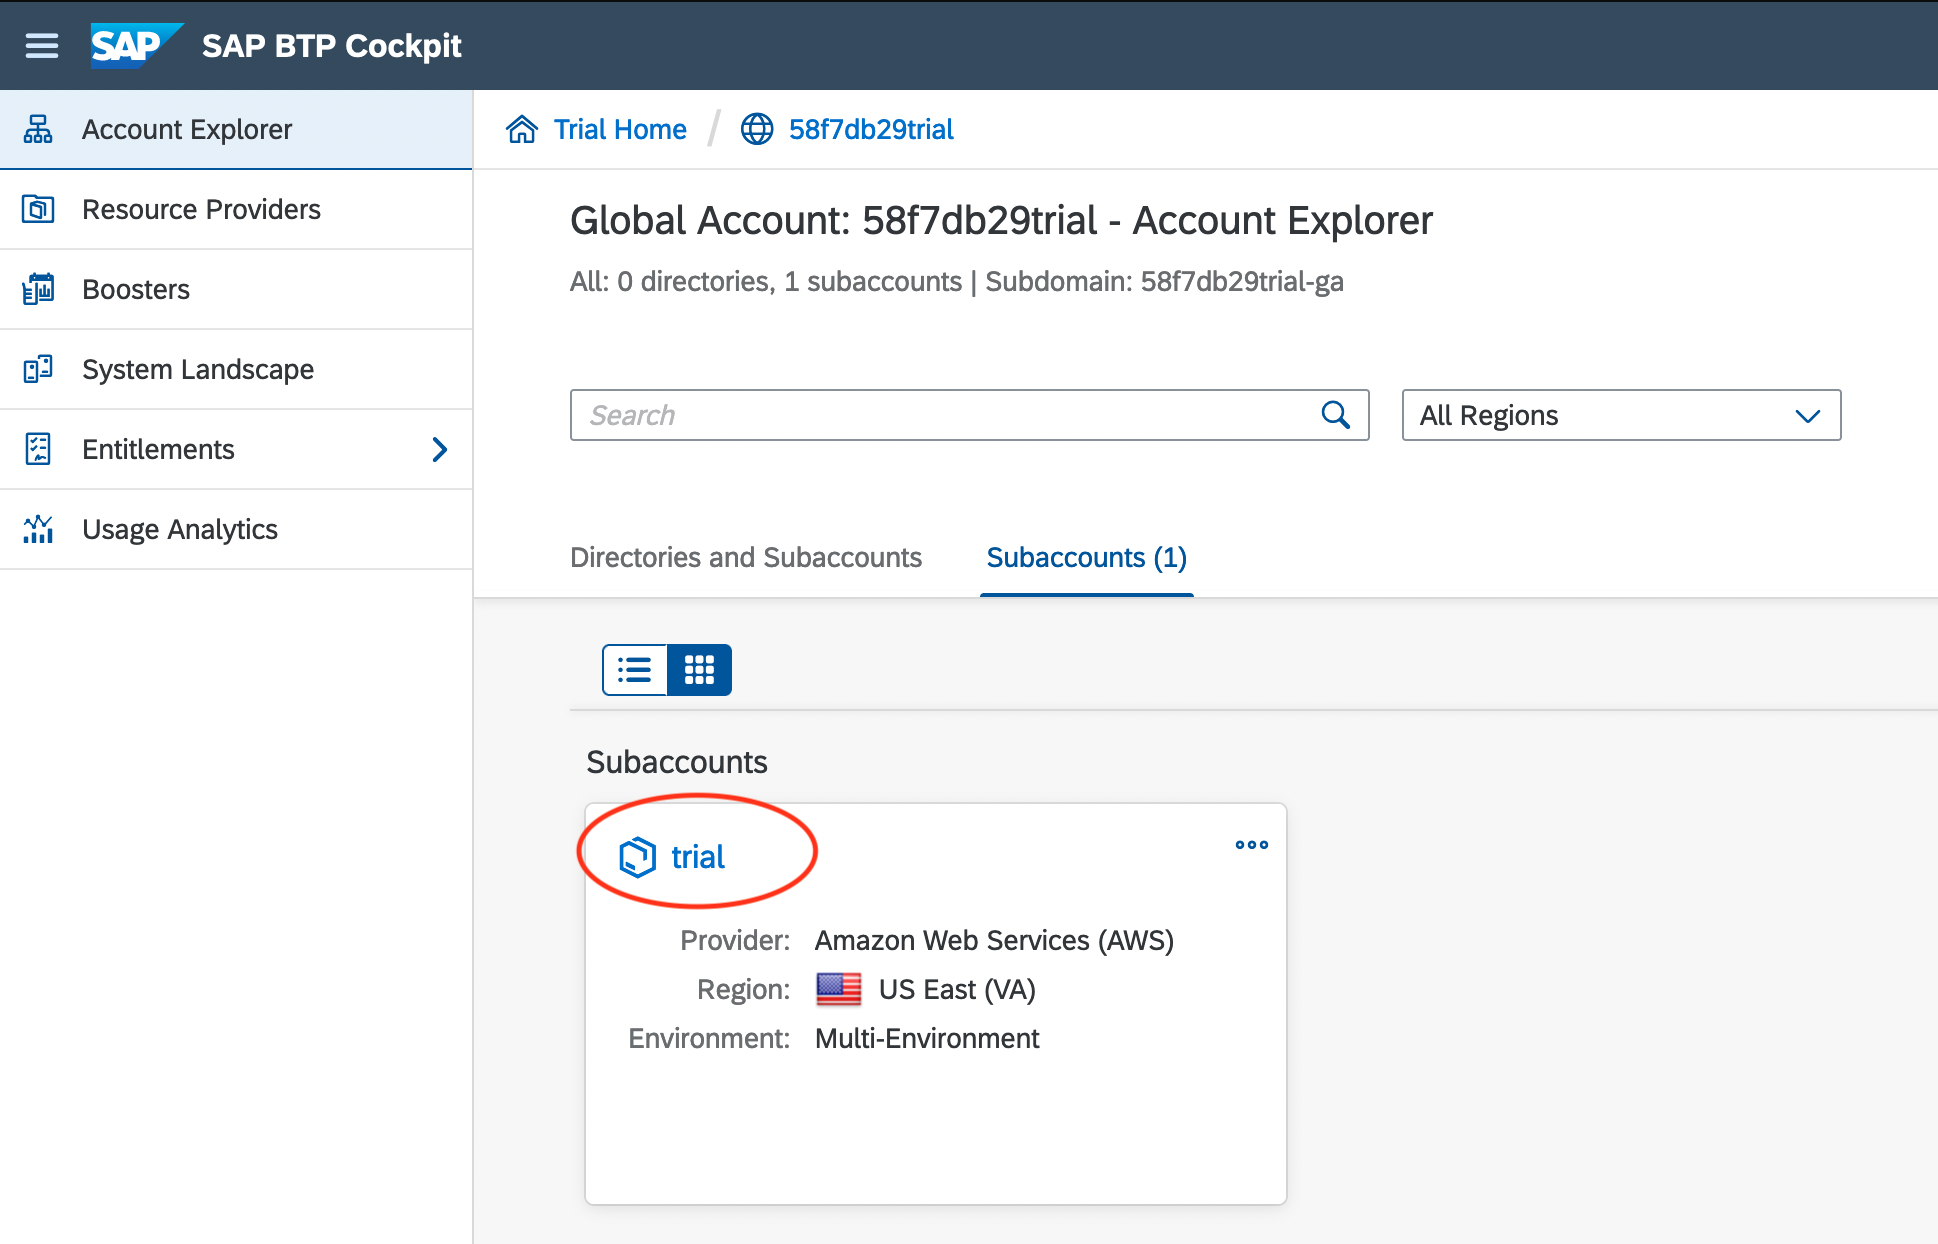 SAP SAP BTP Cockpit
Account Explorer
Resource Providers
Boosters
System Landscape
Entitlements
Usage Analytics
Trial Home / 58f7db29trial
Global Account: 58f7db29trial - Account Explorer
All: 0 directories, 1 subaccounts | Subdomain: 58f7db29trial-ga
Search
All Regions
Directories and Subaccounts
Subaccounts (1)
Subaccounts
trial
Provider: Amazon Web Services (AWS)
Region: US East (VA)
Environment: Multi-Environment